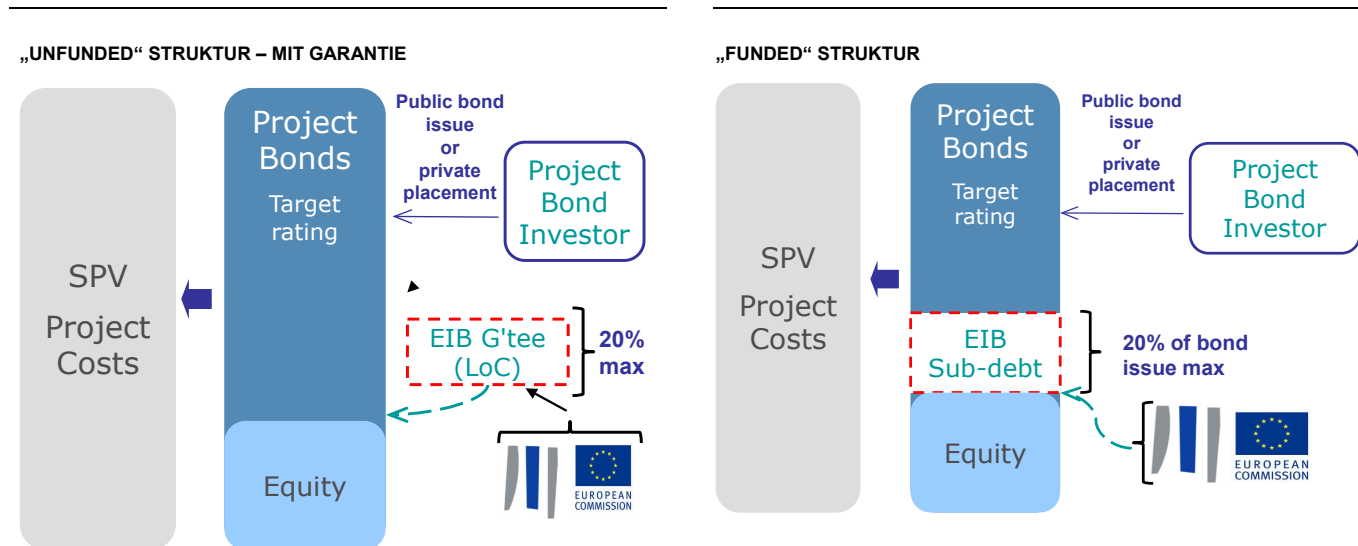 „UNFUNDED“ STRUKTUR – MIT GARANTIE
SPV
Project
Costs
Project
Bonds
Target
rating
Equity
Public bond
issue
or
private
placement
Project
Bond
Investor
EIB G'tee
(LoC)
20%
max
EUROPEAN
COMMISSION
„FUNDED“ STRUKTUR
SPV
Project
Costs
Project
Bonds
Target
rating
EIB
Sub-debt
Equity
Public bond
issue
or
private
placement
Project
Bond
Investor
20% of bond
issue max
EUROPEAN
COMMISSION